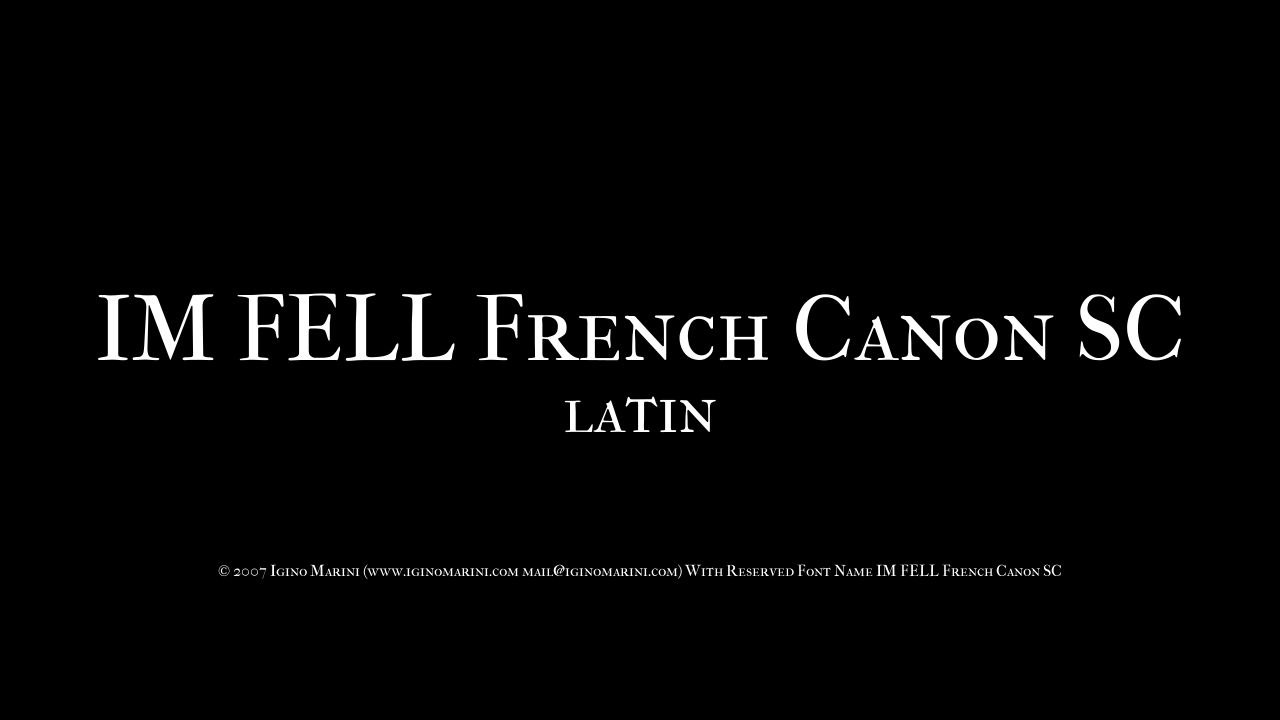 IM FELL French Canon SC
latin
© 2007 Igino Marini (www.iginomarini.com mail@iginomarini.com) With Reserved Font Name IM FELL French Canon SC